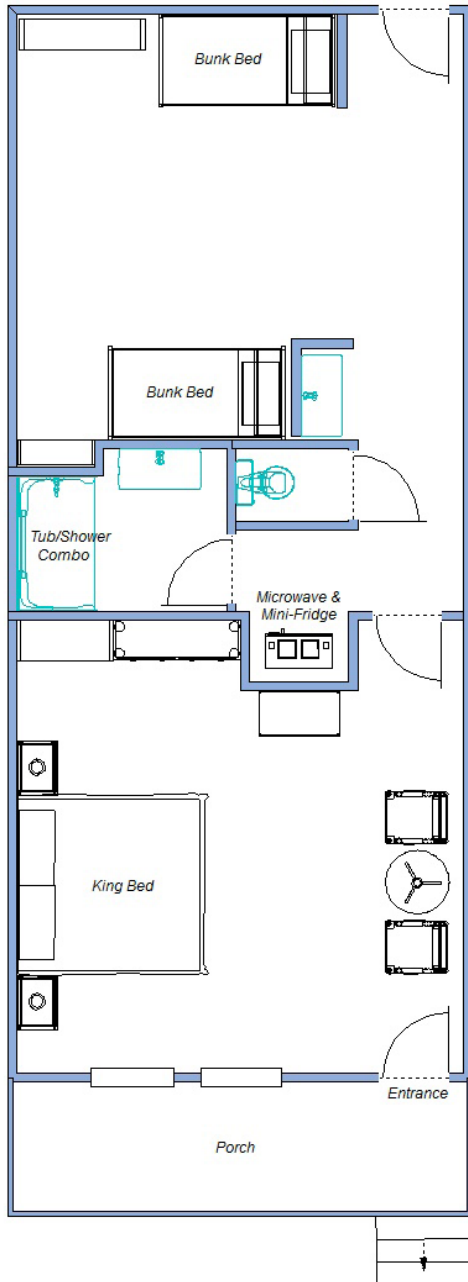 Bunk Bed
Bunk Bed
Tub/Shower
Combo
Microwave &
Mini-Fridge
King Bed
Entrance
Porch